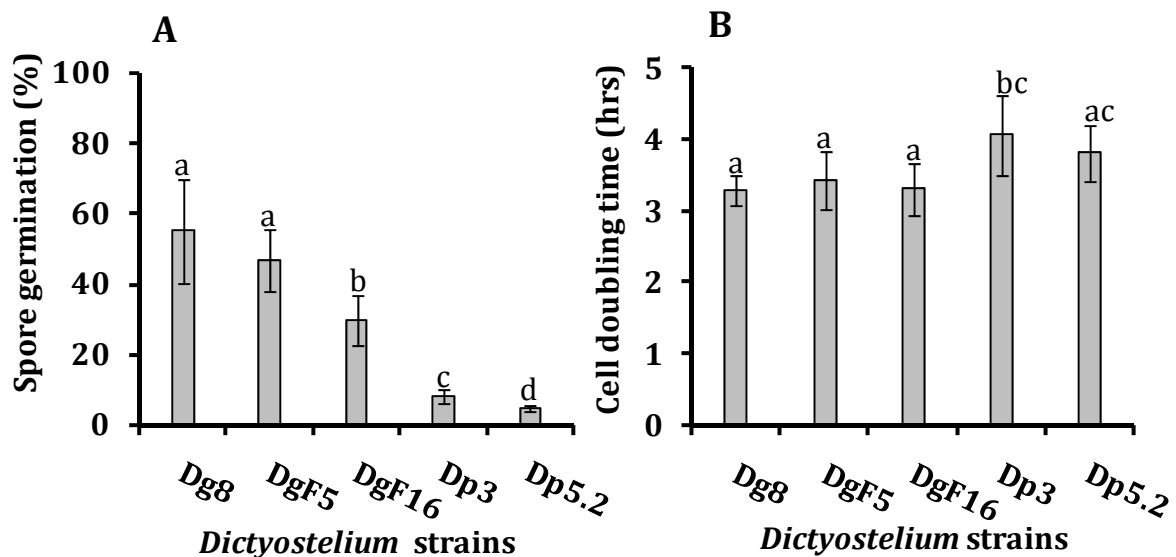 A
Spore germination (%)
100
80
60
40
20
0
a
a
b
c
d
Dg8
DgF5
DgF16
Dp3
Dp5.2
Dictyostelium strains
B
Cell doubling time (hrs)
5
4
3
2
1
0
a
a
a
bc
ac
Dg8
DgF5
DgF16
Dp3
Dp5.2
Dictyostelium strains